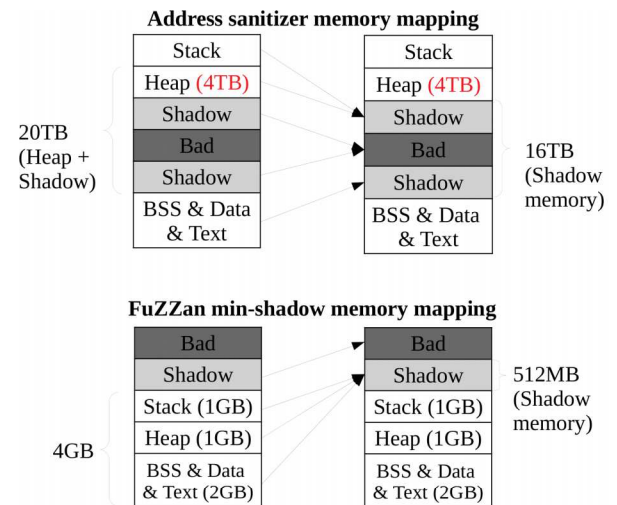 Address sanitizer memory mapping
Stack
Heap (4TB)
Shadow
Bad
Shadow
BSS & Data
& Text
20TB
(Heap +
Shadow)
Stack
Heap (4TB)
Shadow
Bad
Shadow
BSS & Data
& Text
16TB
(Shadow
memory)
FuZZan min-shadow memory mapping
Bad
Shadow
Stack (1GB)
Heap (1GB)
BSS & Data
& Text (2GB)
4GB
Bad
Shadow
Stack (1GB)
Heap (1GB)
BSS & Data
& Text (2GB)
512MB
(Shadow
memory)